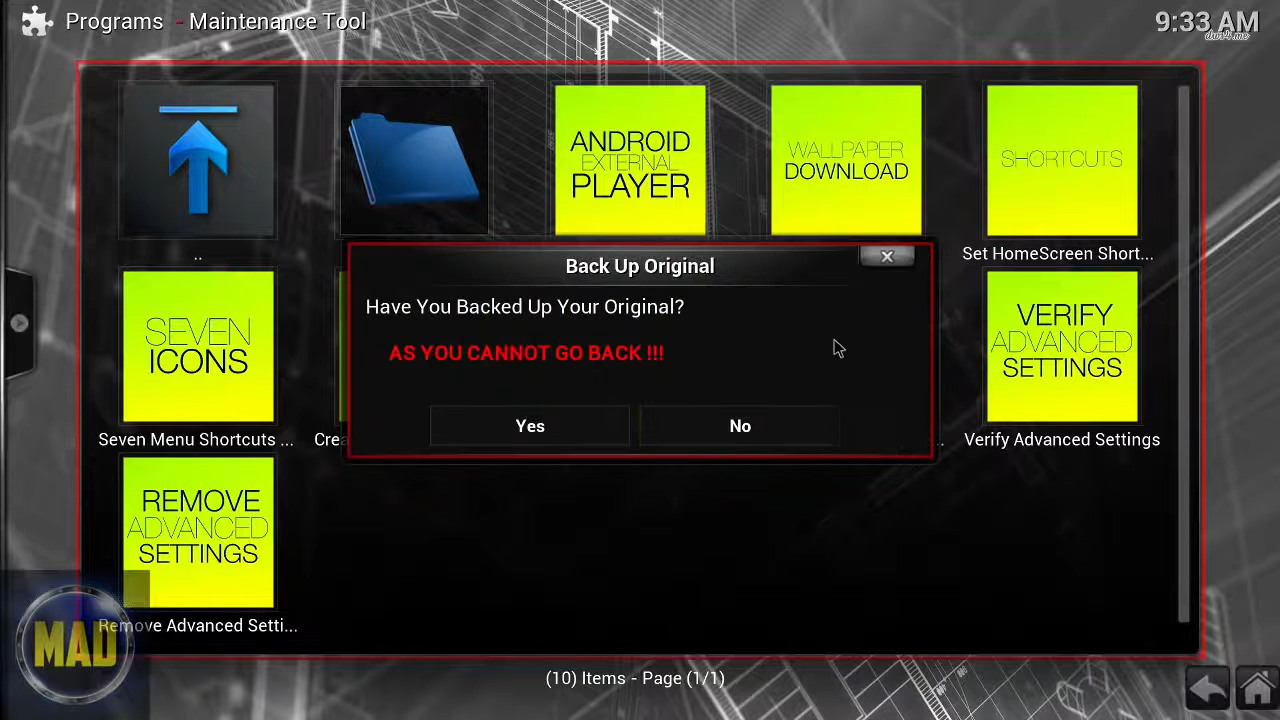 Programs - Maintenance Tool
9:33 AM
ANDROID
EXTERNAL
PLAYER
WALLPAPER
DOWNLOAD
SHORTCUTS
..
Set HomeScreen Short...
Back Up Original
Have You Backed Up Your Original?
AS YOU CANNOT GO BACK !!!
Yes
No
SEVEN
ICONS
VERIFY
ADVANCED
SETTINGS
Seven Menu Shortcuts ...
Crea
...
Verify Advanced Settings
REMOVE
ADVANCED
SETTINGS
Remove Advanced Setti...
MAD
(10) Items - Page (1/1)